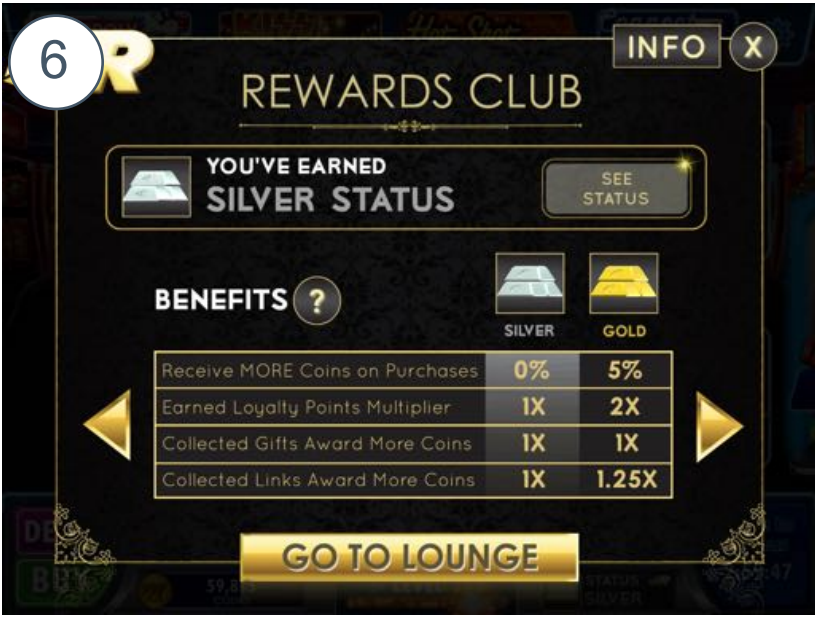 6
R
INFO X
REWARDS CLUB
YOU'VE EARNED
SILVER STATUS
SEE
STATUS
BENEFITS ?
SILVER GOLD
Receive MORE Coins on Purchases 0% 5%
Earned Loyalty Points Multiplier 1X 2X
Collected Gifts Award More Coins 1X 1X
Collected Links Award More Coins 1X 1.25X
GO TO LOUNGE
STATUS
SILVER